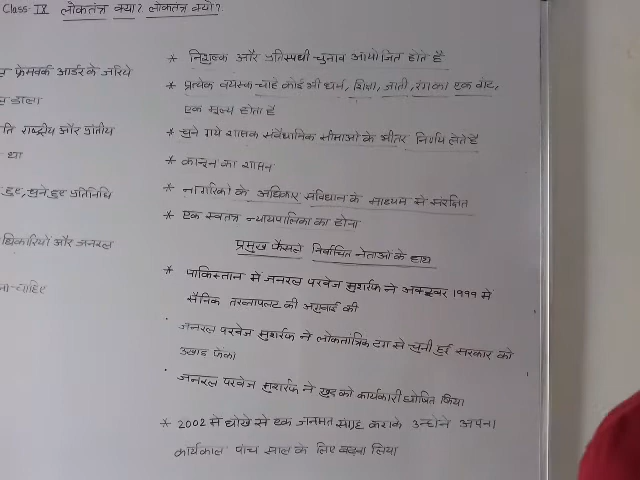 Class-IX लोकतंत्र क्या? लोकतंत्र क्यों?
फ्रेमवर्क आर्डर के जरिये
डाला
राष्ट्रीय और प्रांतीय
था
हुए, चुने हुए प्रतिनिधि
और जनरल
चाहिए
* निष्पक्ष और प्रतिस्पर्धी चुनाव आयोजित होते है
* प्रत्येक वयस्क चाहे कोई भी धर्म, शिक्षा, जाती, रंग का एक वोट,
एक मूल्य होता है
* चुने गये शासक संवैधानिक सीमाओं के भीतर निर्णय लेते है
* कानून का शासन
* नागरिकों के अधिकार संविधान के माध्यम से संरक्षित
* एक स्वतंत्र न्यायपालिका का होना
प्रमुख फैसले निर्वाचित नेताओं के हाथ
* पाकिस्तान में जनरल परवेज मुशर्रफ ने अक्टूबर 1999 में
सैनिक तख्तापलट की अगुवाई की
. जनरल परवेज मुशर्रफ ने लोकतांत्रिक ढंग से चुनी हुई सरकार को
उखाड़ फेंका
. जनरल परवेज मुशर्रफ ने खुद को कार्यकारी घोषित किया
* 2002 में धोखे से एक जनमत संग्रह कराके उन्होंने अपना
कार्यकाल पांच साल के लिए बढ़वा लिया